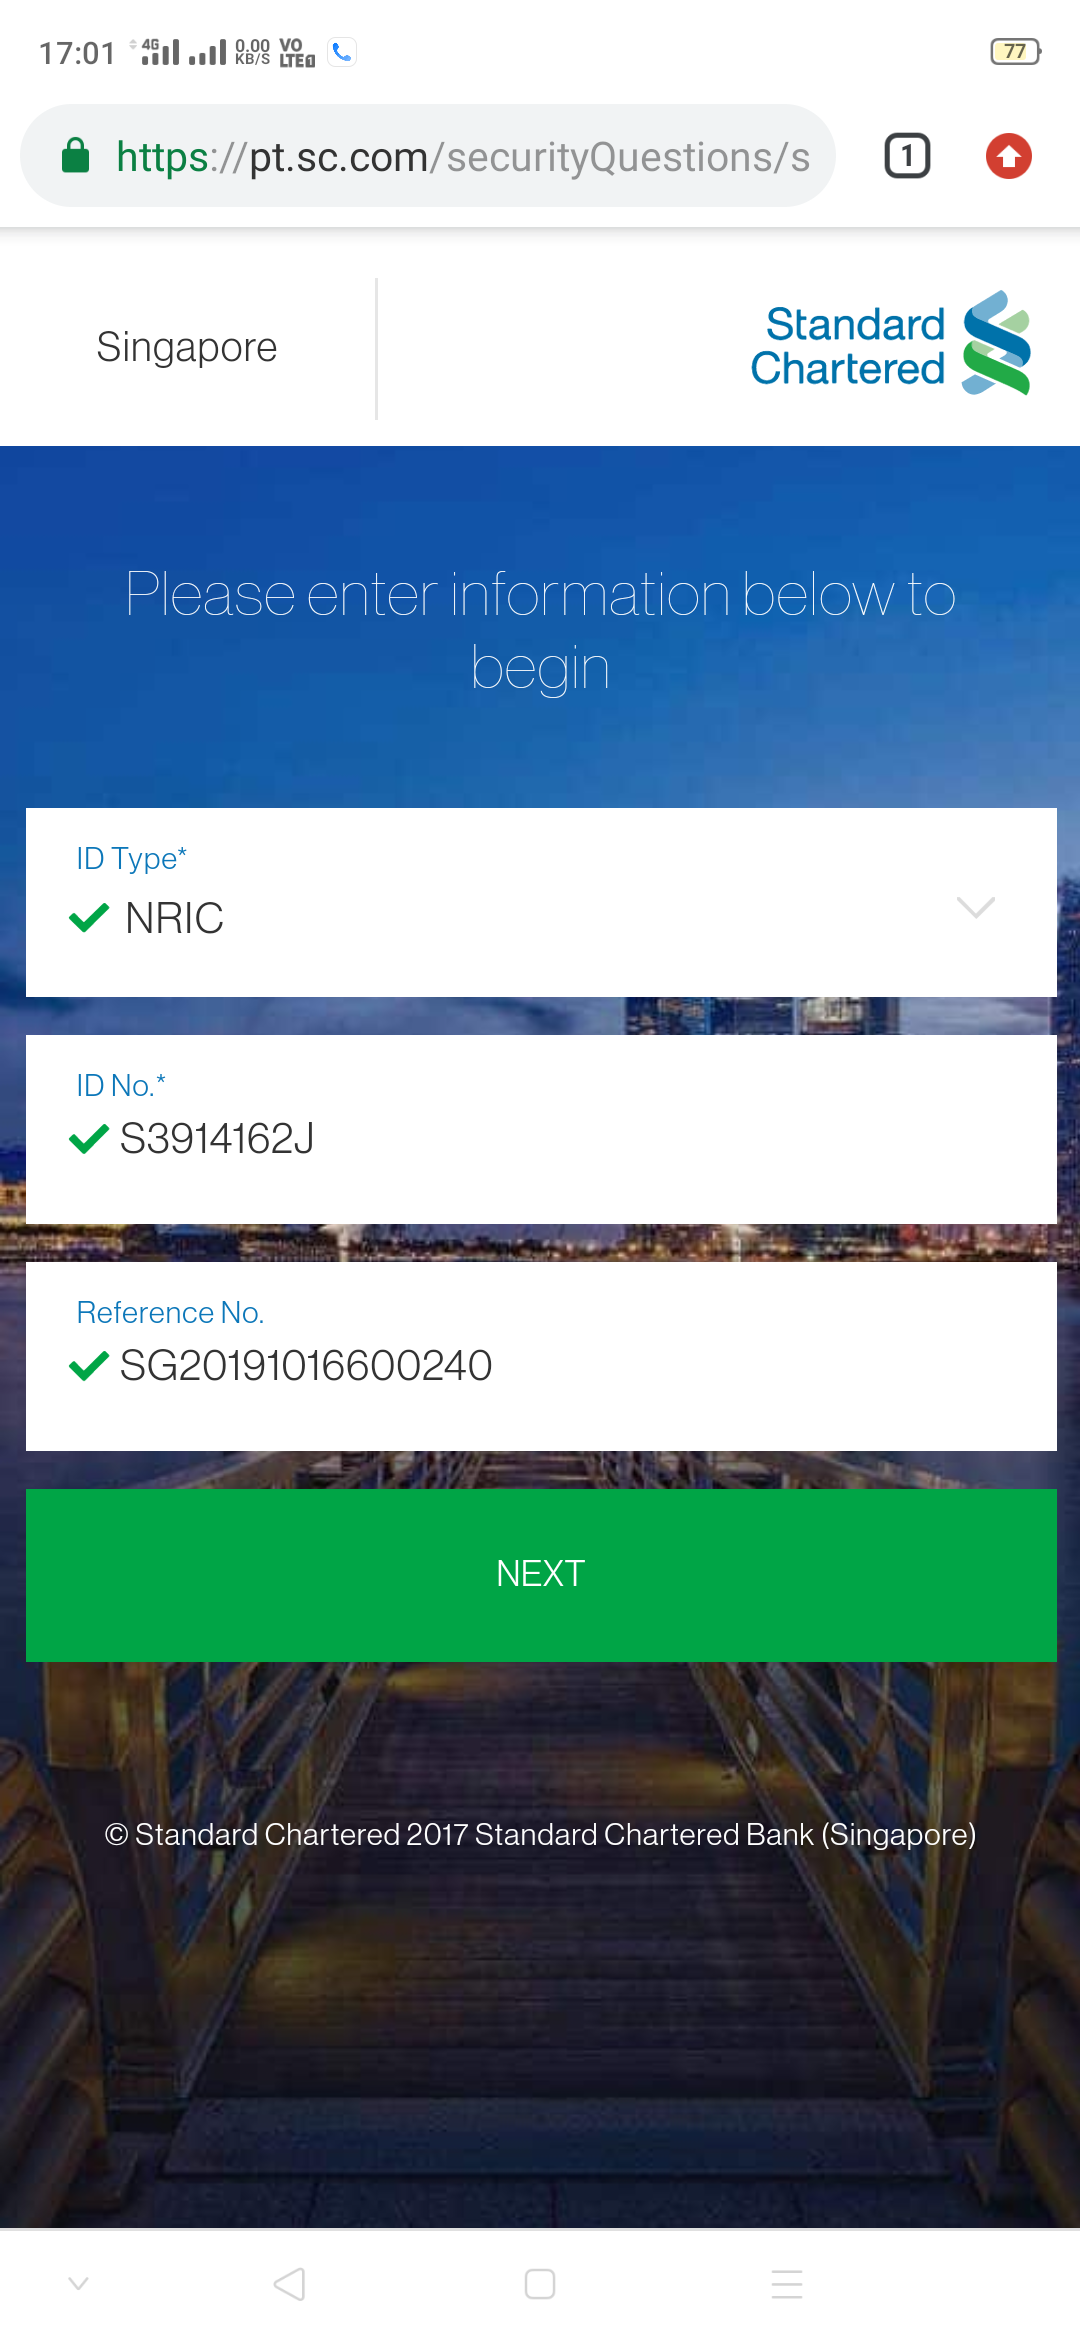 17:01 4G 0.00 KB/S VO LTE 77
https://pt.sc.com/securityQuestions/s 1
Singapore
Standard
Chartered
Please enter information below to
begin
ID Type*
NRIC
ID No.*
S3914162J
Reference No.
SG20191016600240
NEXT
© Standard Chartered 2017 Standard Chartered Bank (Singapore)